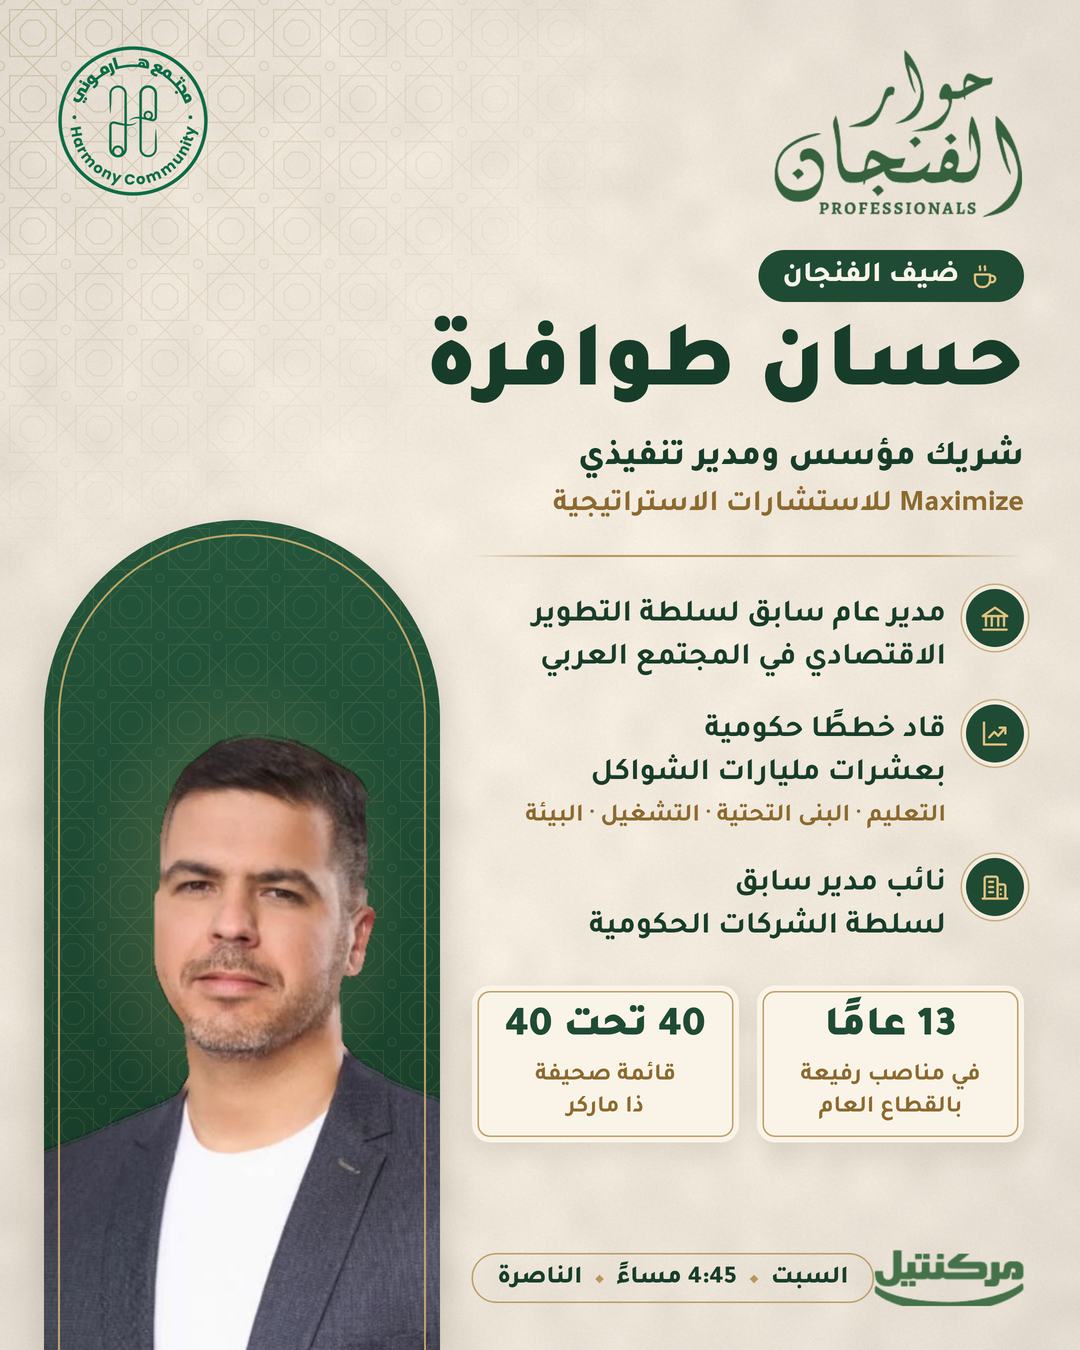 مجتمع هارموني
Harmony Community
حوار
الفنجان
PROFESSIONALS
ضيف الفنجان
حسان طوافرة
شريك مؤسس ومدير تنفيذي
Maximize للاستشارات الاستراتيجية
مدير عام سابق لسلطة التطوير
الاقتصادي في المجتمع العربي
قاد خططًا حكومية
بعشرات مليارات الشواكل
التعليم · البنى التحتية · التشغيل · البيئة
نائب مدير سابق
لسلطة الشركات الحكومية
13 عامًا
في مناصب رفيعة
بالقطاع العام
40 تحت 40
قائمة صحيفة
ذا ماركر
مركنتيل
السبت ⬥ 4:45 مساءً ⬥ الناصرة